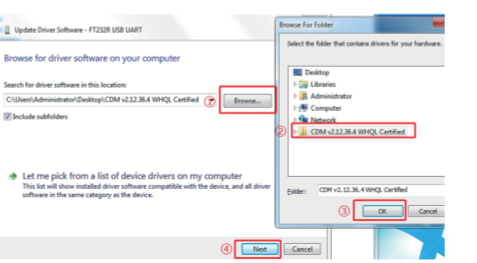 Update Driver Software - FT232R USB UART
Browse for driver software on your computer
Search for driver software in this location:
C:\Users\Administrator\Desktop\CDM v2.12.36.4 WHQL Certified
①
Browse...
Include subfolders
Let me pick from a list of device drivers on my computer
This list will show installed driver software compatible with the device, and all driver
software in the same category as the device.
④
Next
Cancel
Browse For Folder
Select the folder that contains drivers for your hardware.
Desktop
Libraries
Administrator
Computer
Network
②
CDM v2.12.36.4 WHQL Certified
Folder:
CDM v2.12.36.4 WHQL Certified
③
OK
Cancel